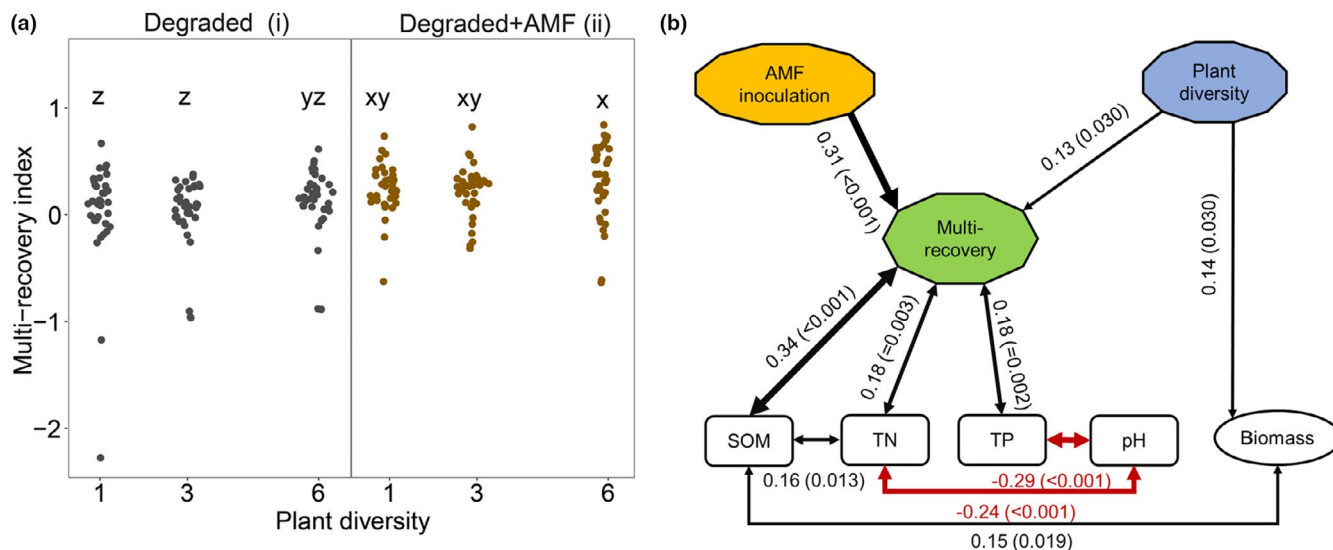 (a)
Degraded (i)
Degraded+AMF (ii)
z
z
yz
xy
xy
x
1
0
−1
−2
Multi−recovery index
1
3
6
1
3
6
Plant diversity
(b)
AMF
inoculation
Plant
diversity
0.31 (<0.001)
0.13 (0.030)
Multi-
recovery
0.14 (0.030)
0.34 (<0.001)
0.18 (=0.003)
0.18 (=0.002)
SOM
TN
TP
pH
Biomass
0.16 (0.013)
-0.29 (<0.001)
-0.24 (<0.001)
0.15 (0.019)